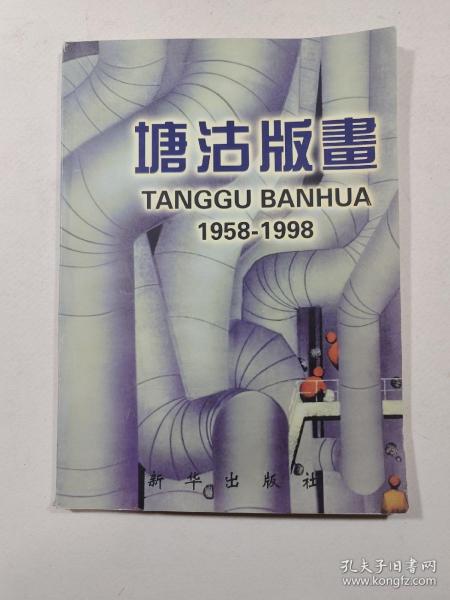 塘沽版畫
TANGGU BANHUA
1958-1998
新华出版社
孔夫子旧书网
www.kongfz.com